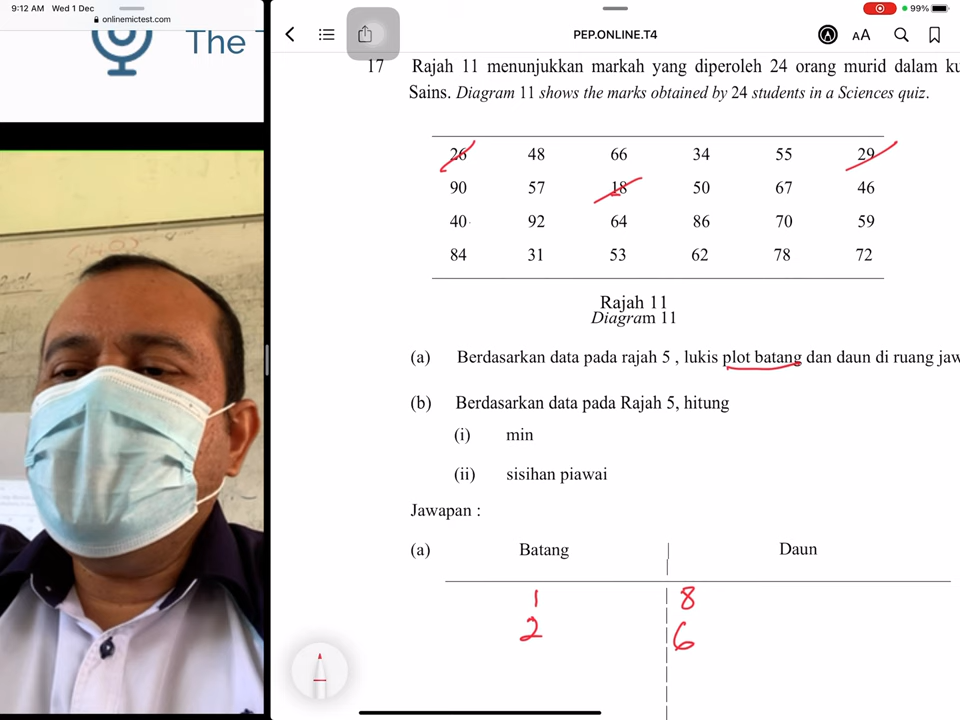 9:12 AM Wed 1 Dec
onlinemictest.com
The
99%
PEP.ONLINE.T4
AA
17 Rajah 11 menunjukkan markah yang diperoleh 24 orang murid dalam ku
Sains. Diagram 11 shows the marks obtained by 24 students in a Sciences quiz.
26 48 66 34 55 29
90 57 18 50 67 46
40 92 64 86 70 59
84 31 53 62 78 72
Rajah 11
Diagram 11
(a) Berdasarkan data pada rajah 5 , lukis plot batang dan daun di ruang jaw
(b) Berdasarkan data pada Rajah 5, hitung
(i) min
(ii) sisihan piawai
Jawapan :
(a) Batang Daun
1 8
2 6